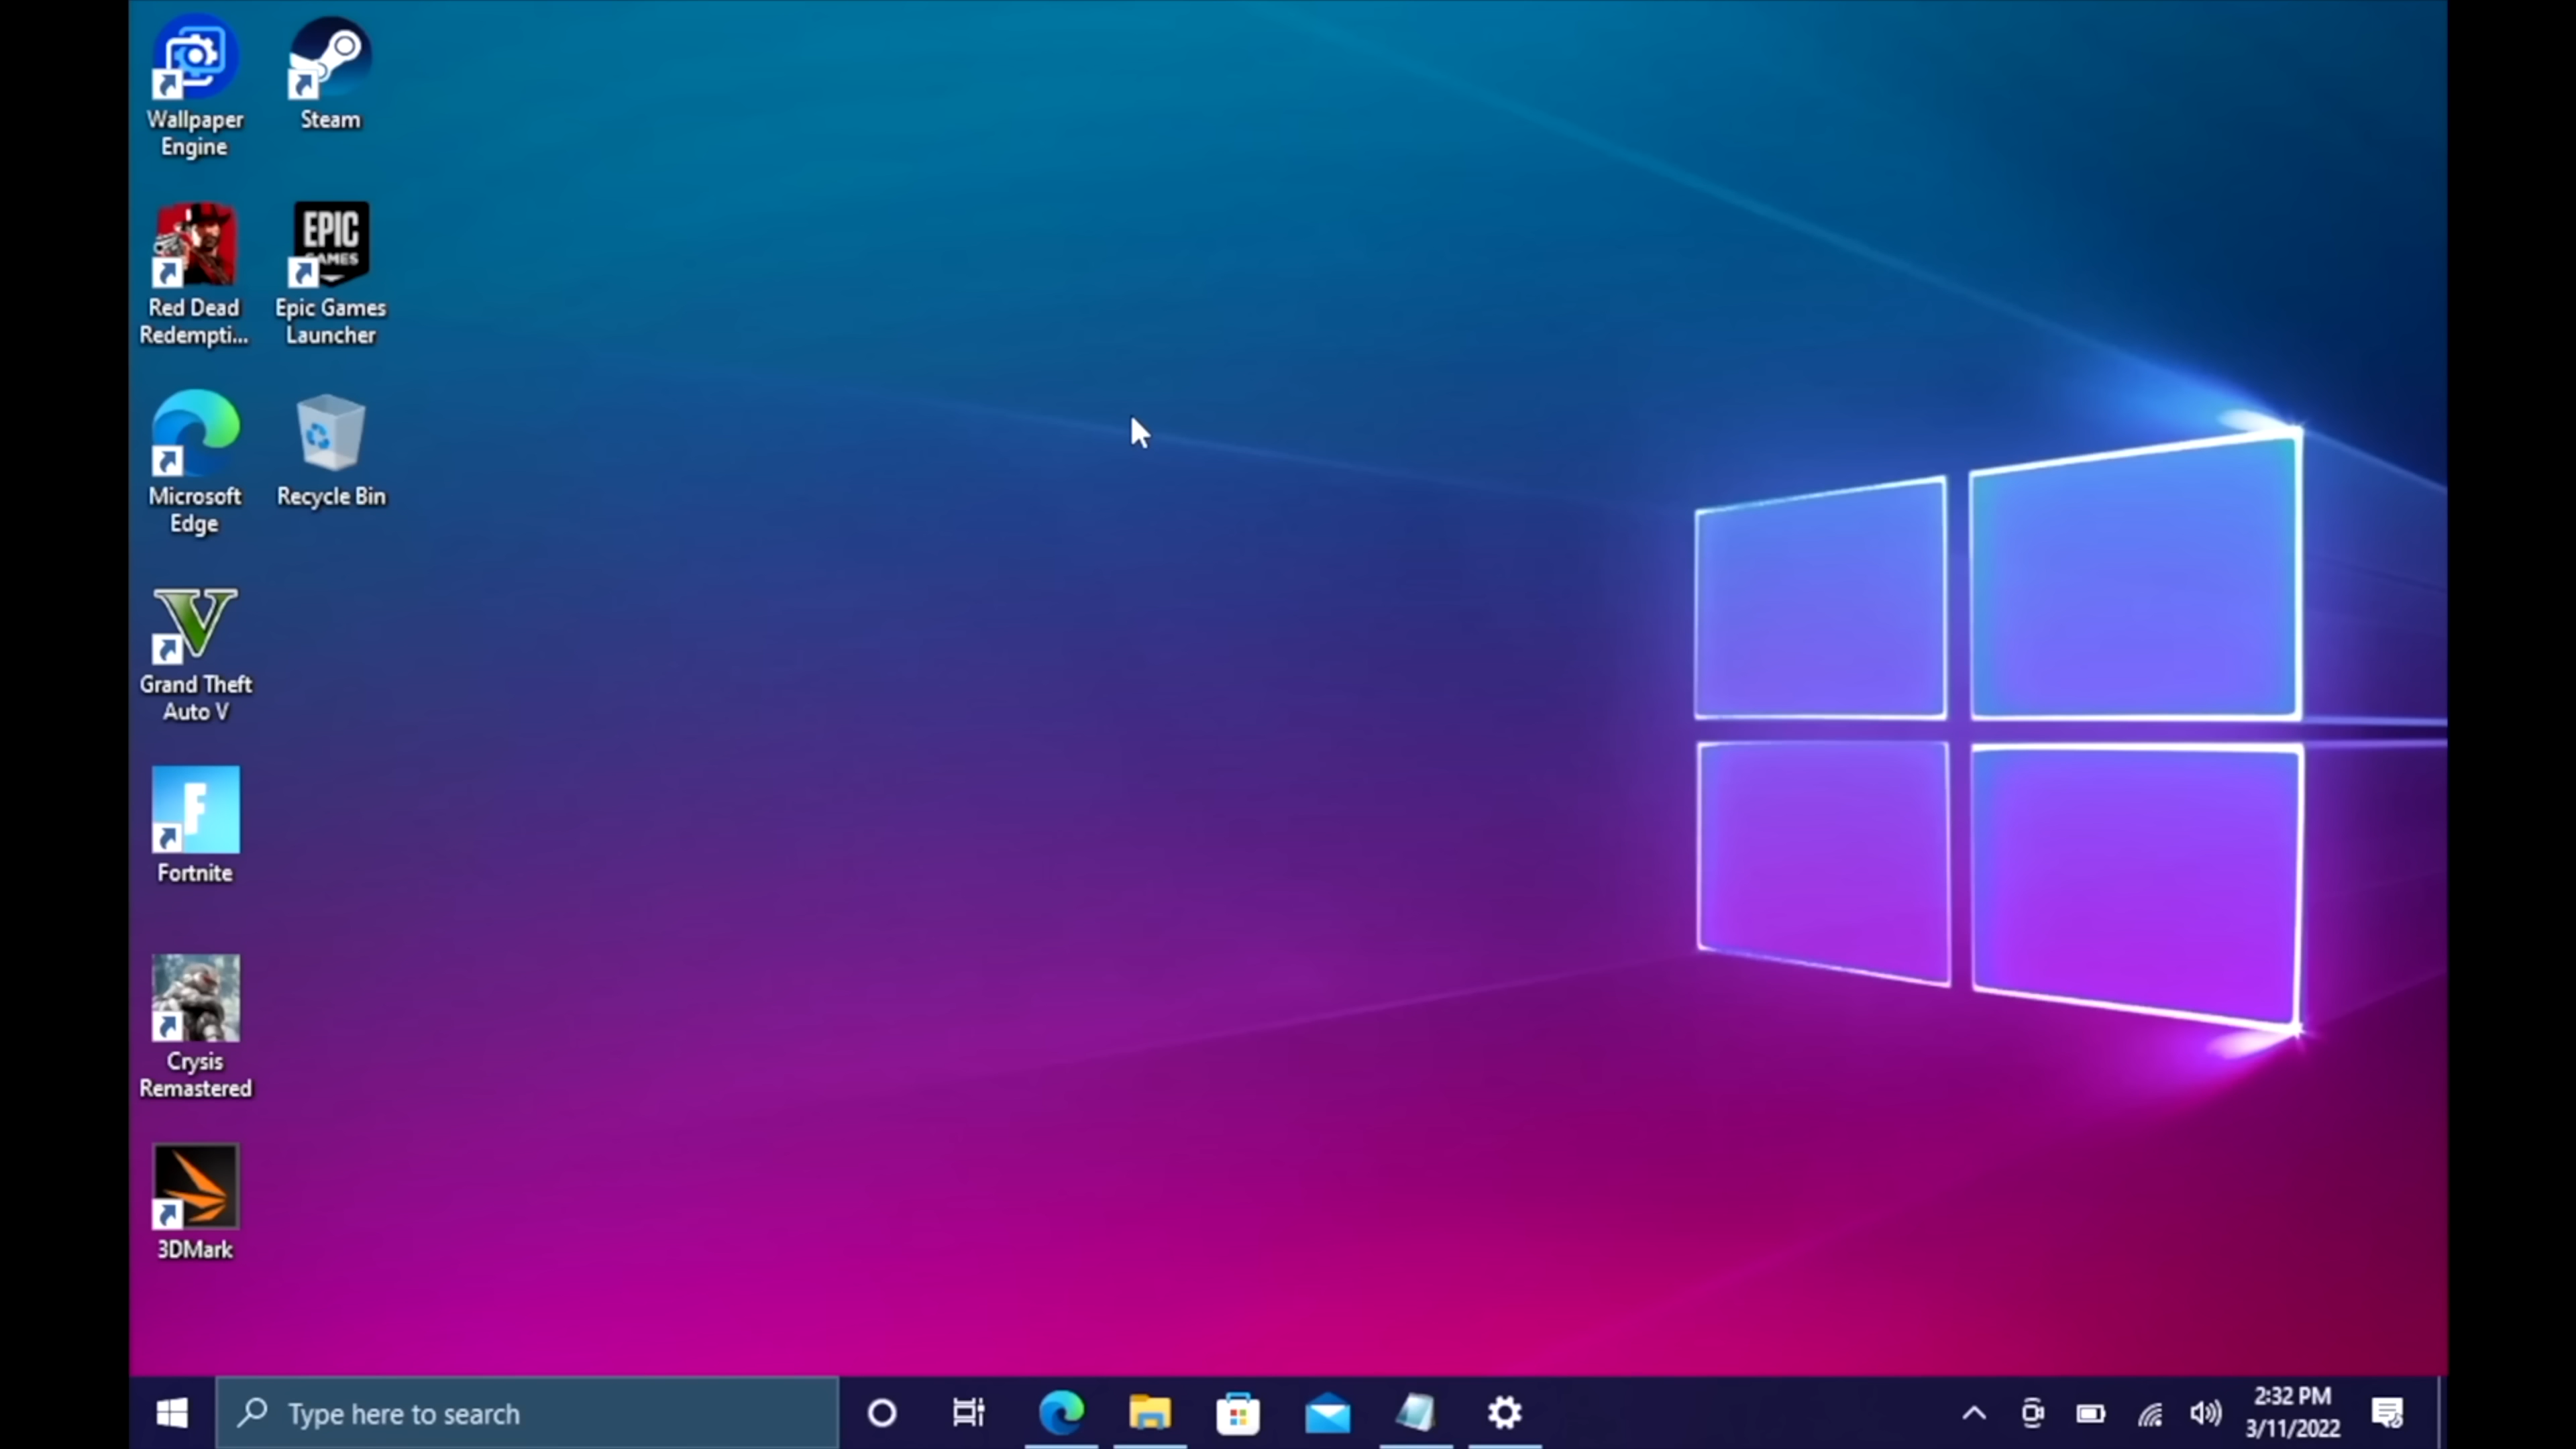 Wallpaper
Engine
Steam
Red Dead
Redempti...
EPIC
GAMES
Epic Games
Launcher
Microsoft
Edge
Recycle Bin
V
Grand Theft
Auto V
F
Fortnite
Crysis
Remastered
3DMark
Type here to search
2:32 PM
3/11/2022